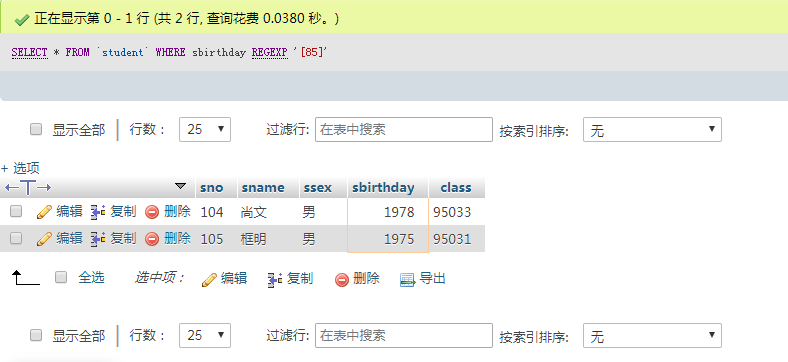 正在显示第 0 - 1 行 (共 2 行, 查询花费 0.0380 秒。)
SELECT * FROM `student` WHERE sbirthday REGEXP '[85]'
显示全部 行数： 25 过滤行: 在表中搜索 按索引排序: 无
+ 选项
←T→ sno sname ssex sbirthday class
编辑 复制 删除 104 尚文 男 1978 95033
编辑 复制 删除 105 框明 男 1975 95031
全选 选中项： 编辑 复制 删除 导出
显示全部 行数： 25 过滤行: 在表中搜索 按索引排序: 无